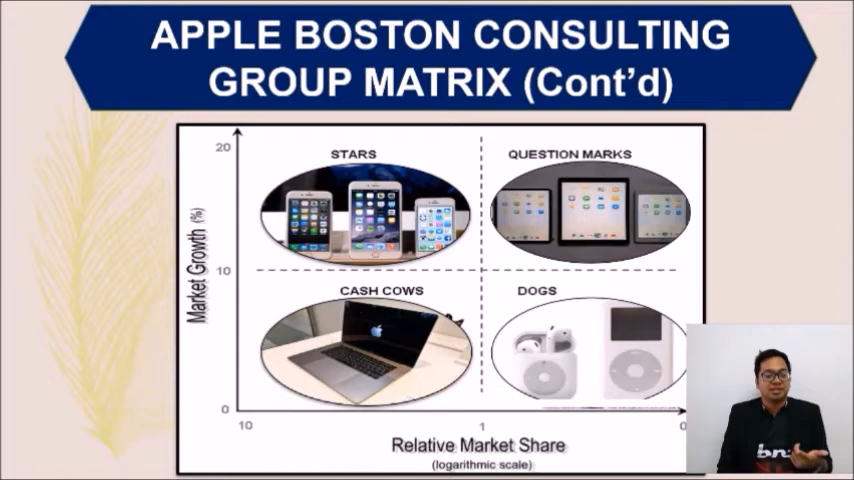 APPLE BOSTON CONSULTING
GROUP MATRIX (Cont’d)
20
STARS
QUESTION MARKS
Market Growth (%)
10
CASH COWS
DOGS
0
10
1
0
Relative Market Share
(logarithmic scale)